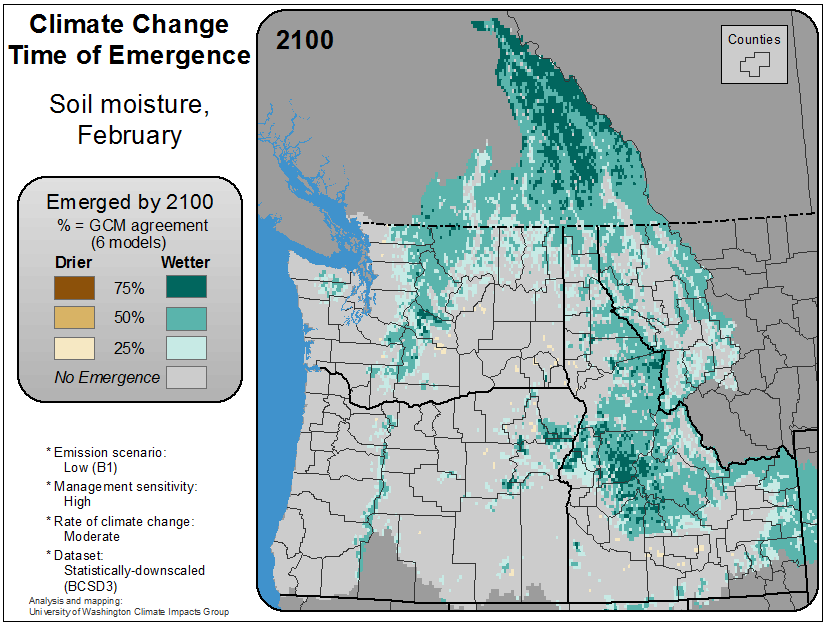 Climate Change
Time of Emergence
Soil moisture,
February
Emerged by 2100
% = GCM agreement
(6 models)
Drier Wetter
75%
50%
25%
No Emergence
* Emission scenario:
Low (B1)
* Management sensitivity:
High
* Rate of climate change:
Moderate
* Dataset:
Statistically-downscaled
(BCSD3)
Analysis and mapping:
University of Washington Climate Impacts Group
2100
Counties